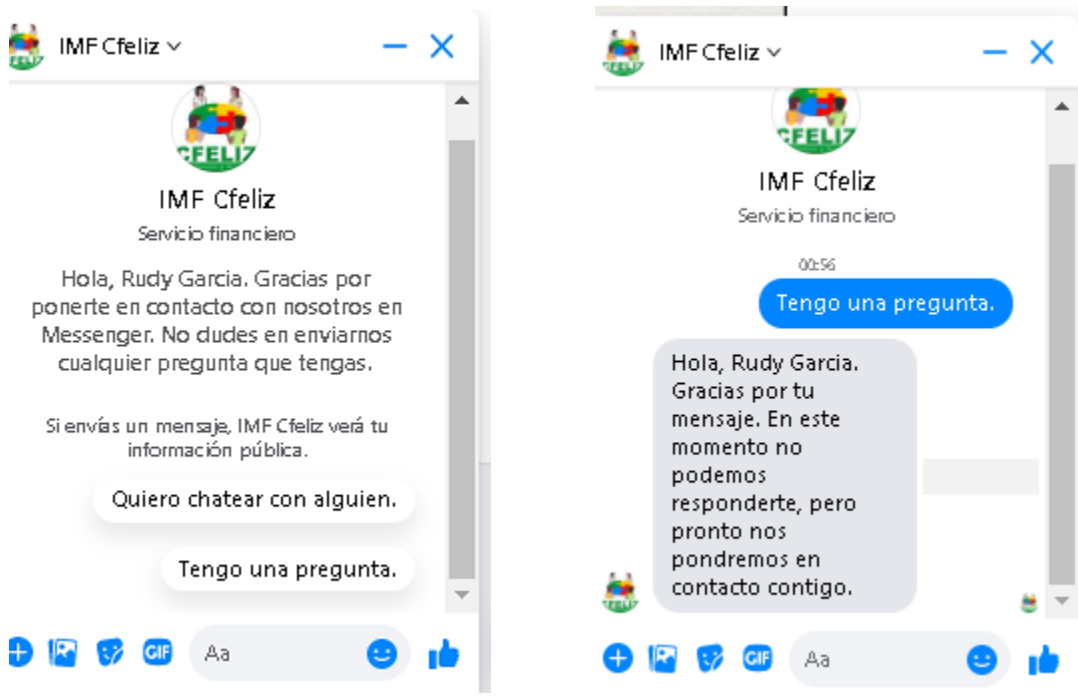 IMF Cfeliz
CFELIZ
IMF Cfeliz
Servicio financiero
Hola, Rudy Garcia. Gracias por
ponerte en contacto con nosotros en
Messenger. No dudes en enviarnos
cualquier pregunta que tengas.
Si envías un mensaje, IMF Cfeliz verá tu
información pública.
Quiero chatear con alguien.
Tengo una pregunta.
GIF
Aa
IMF Cfeliz
CFELIZ
IMF Cfeliz
Servicio financiero
00:56
Tengo una pregunta.
Hola, Rudy Garcia.
Gracias por tu
mensaje. En este
momento no
podemos
responderte, pero
pronto nos
pondremos en
contacto contigo.
GIF
Aa